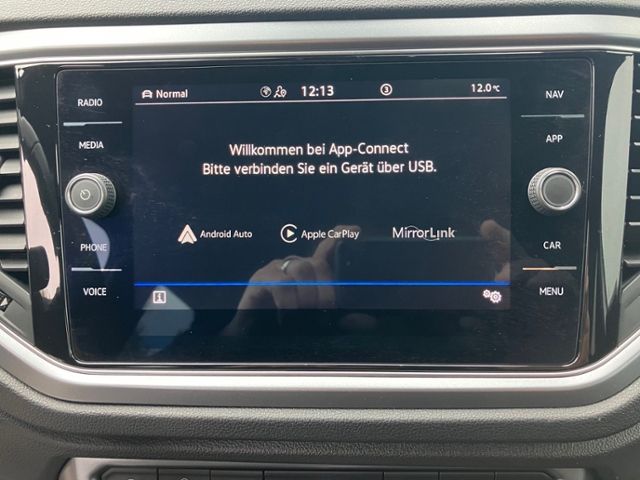 RADIO
MEDIA
PHONE
VOICE
Normal
12:13
3
12.0°C
Willkommen bei App-Connect
Bitte verbinden Sie ein Gerät über USB.
Android Auto
Apple CarPlay
MirrorLink
NAV
APP
CAR
MENU